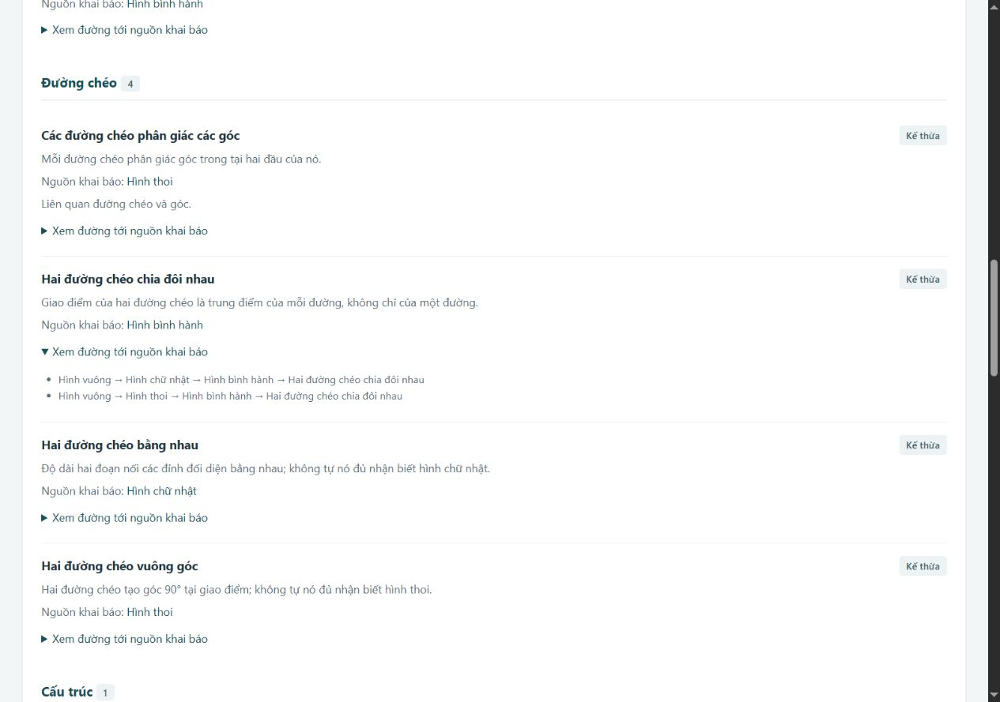 Nguồn khai báo: Hình bình hành
▶ Xem đường tới nguồn khai báo
Đường chéo 4
Các đường chéo phân giác các góc
Kế thừa
Mỗi đường chéo phân giác góc trong tại hai đầu của nó.
Nguồn khai báo: Hình thoi
Liên quan đường chéo và góc.
▶ Xem đường tới nguồn khai báo
Hai đường chéo chia đôi nhau
Kế thừa
Giao điểm của hai đường chéo là trung điểm của mỗi đường, không chỉ của một đường.
Nguồn khai báo: Hình bình hành
▼ Xem đường tới nguồn khai báo
• Hình vuông → Hình chữ nhật → Hình bình hành → Hai đường chéo chia đôi nhau
• Hình vuông → Hình thoi → Hình bình hành → Hai đường chéo chia đôi nhau
Hai đường chéo bằng nhau
Kế thừa
Độ dài hai đoạn nối các đỉnh đối diện bằng nhau; không tự nó đủ nhận biết hình chữ nhật.
Nguồn khai báo: Hình chữ nhật
▶ Xem đường tới nguồn khai báo
Hai đường chéo vuông góc
Kế thừa
Hai đường chéo tạo góc 90° tại giao điểm; không tự nó đủ nhận biết hình thoi.
Nguồn khai báo: Hình thoi
▶ Xem đường tới nguồn khai báo
Cấu trúc 1